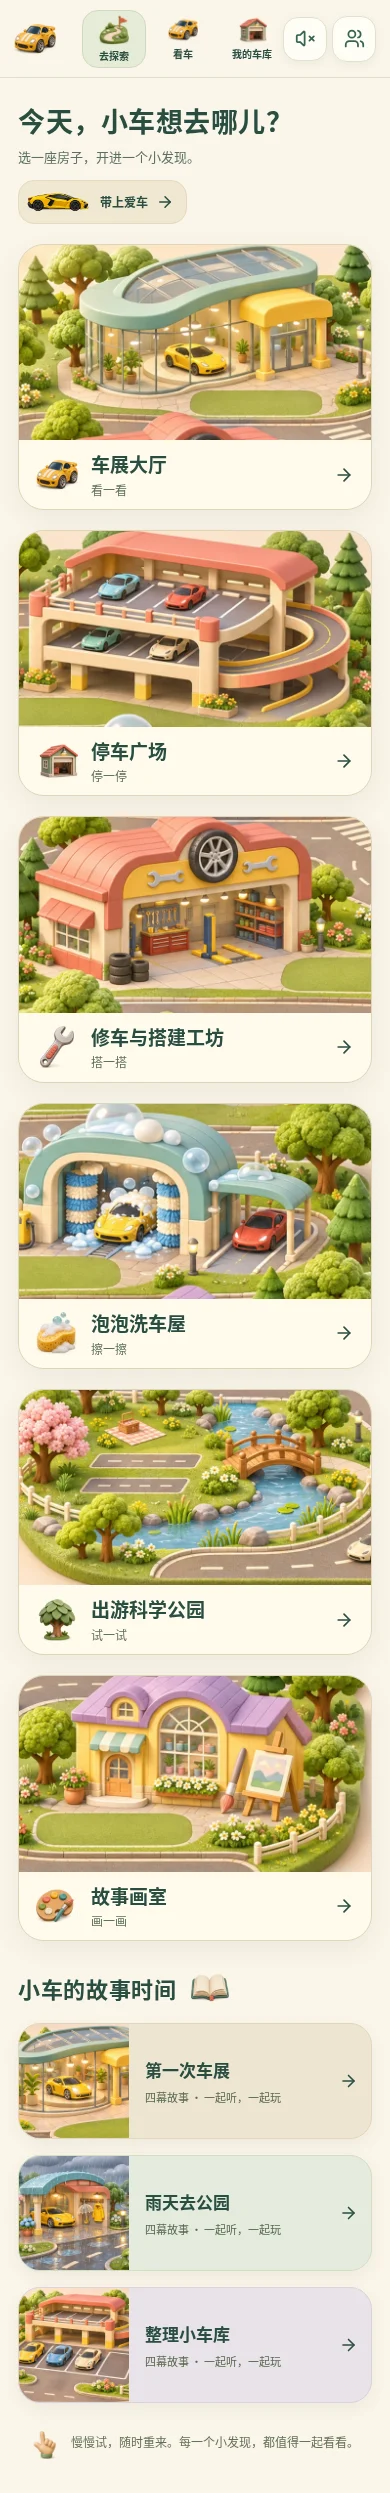 去探索
看车
我的车库
今天，小车想去哪儿？
选一座房子，开进一个小发现。
带上爱车
车展大厅
看一看
停车广场
停一停
修车与搭建工坊
搭一搭
泡泡洗车屋
擦一擦
出游科学公园
试一试
故事画室
画一画
小车的故事时间
第一次车展
四幕故事 · 一起听，一起玩
雨天去公园
四幕故事 · 一起听，一起玩
整理小车库
四幕故事 · 一起听，一起玩
慢慢试，随时重来。每一个小发现，都值得一起看看。